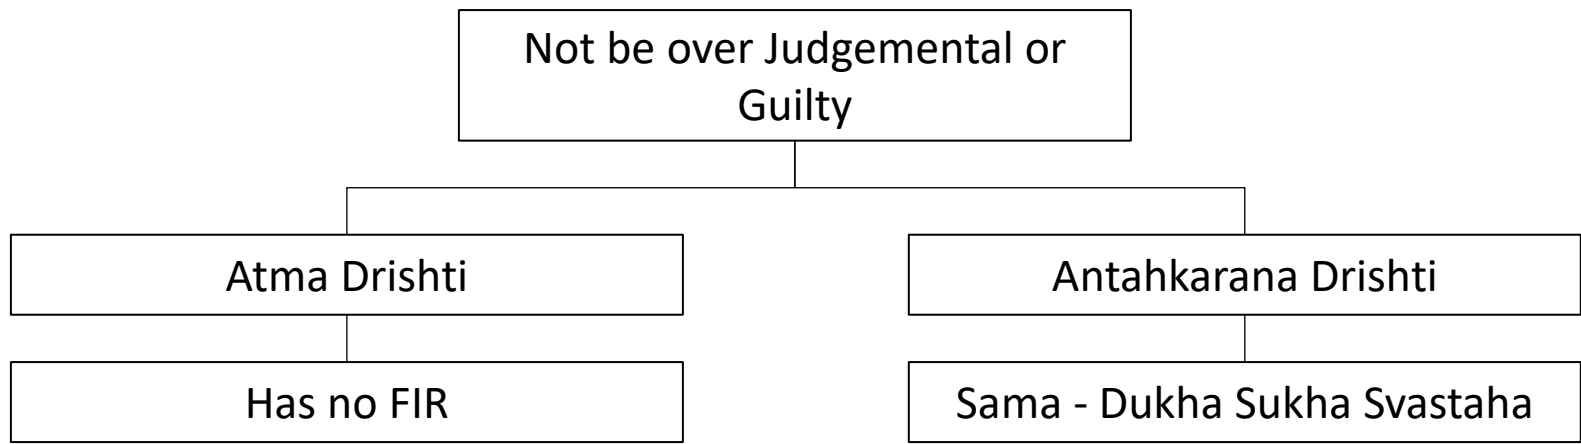 Not be over Judgemental or
Guilty
Atma Drishti
Antahkarana Drishti
Has no FIR
Sama - Dukha Sukha Svastaha